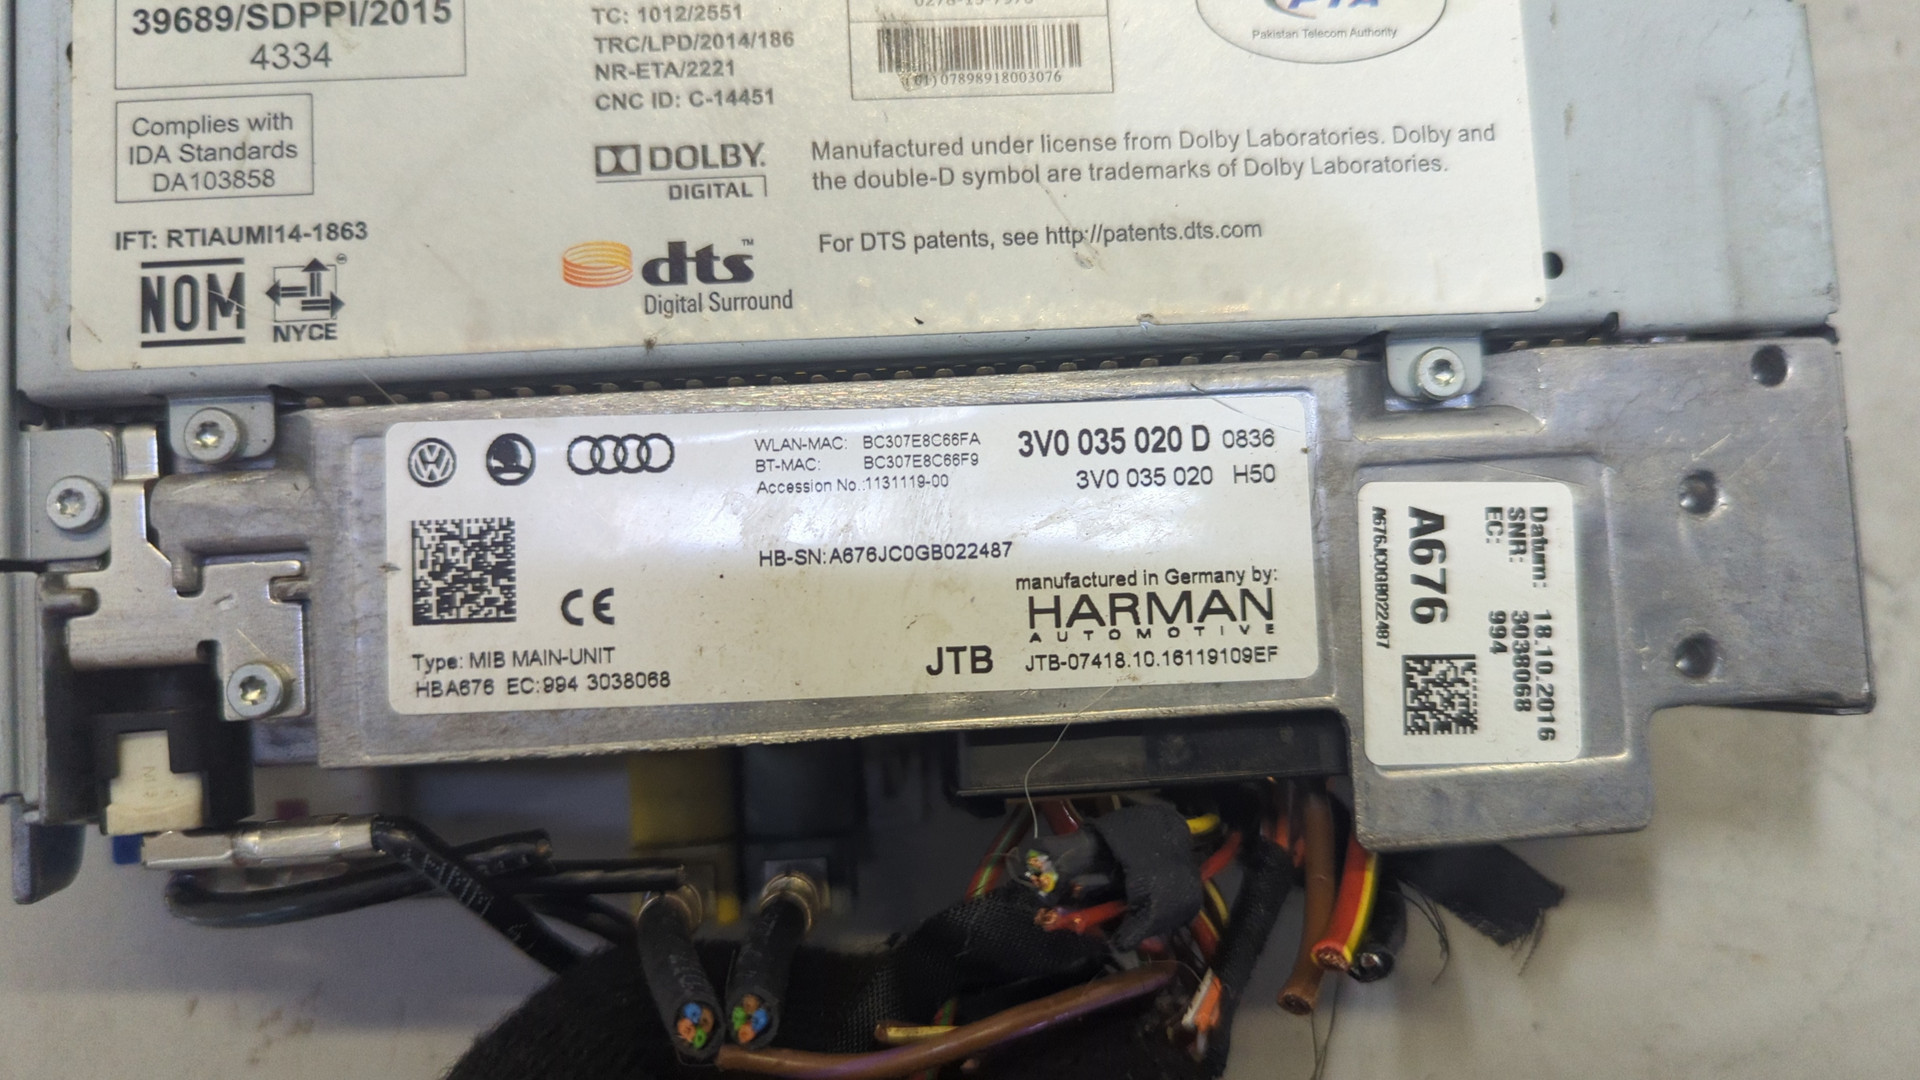 39689/SDPPI/2015
4334
Complies with
IDA Standards
DA103858
IFT: RTIAUMI14-1863
NOM
NYCE
TC: 1012/2551
TRC/LPD/2014/186
NR-ETA/2221
CNC ID: C-14451
DOLBY.
DIGITAL
dts™
Digital Surround
(01)07898918003076
Pakistan Telecom Authority
Manufactured under license from Dolby Laboratories. Dolby and
the double-D symbol are trademarks of Dolby Laboratories.
For DTS patents, see http://patents.dts.com
WLAN-MAC: BC307E8C66FA
BT-MAC: BC307E8C66F9
Accession No.:1131119-00
3V0 035 020 D 0836
3V0 035 020 H50
HB-SN:A676JC0GB022487
CE
manufactured in Germany by:
HARMAN
AUTOMOTIVE
JTB JTB-07418.10.16119109EF
Type: MIB MAIN-UNIT
HBA676 EC:994 3038068
Datum: 18.10.2016
SNR: 3038068
EC: 994
A676
A676JC0GB022487